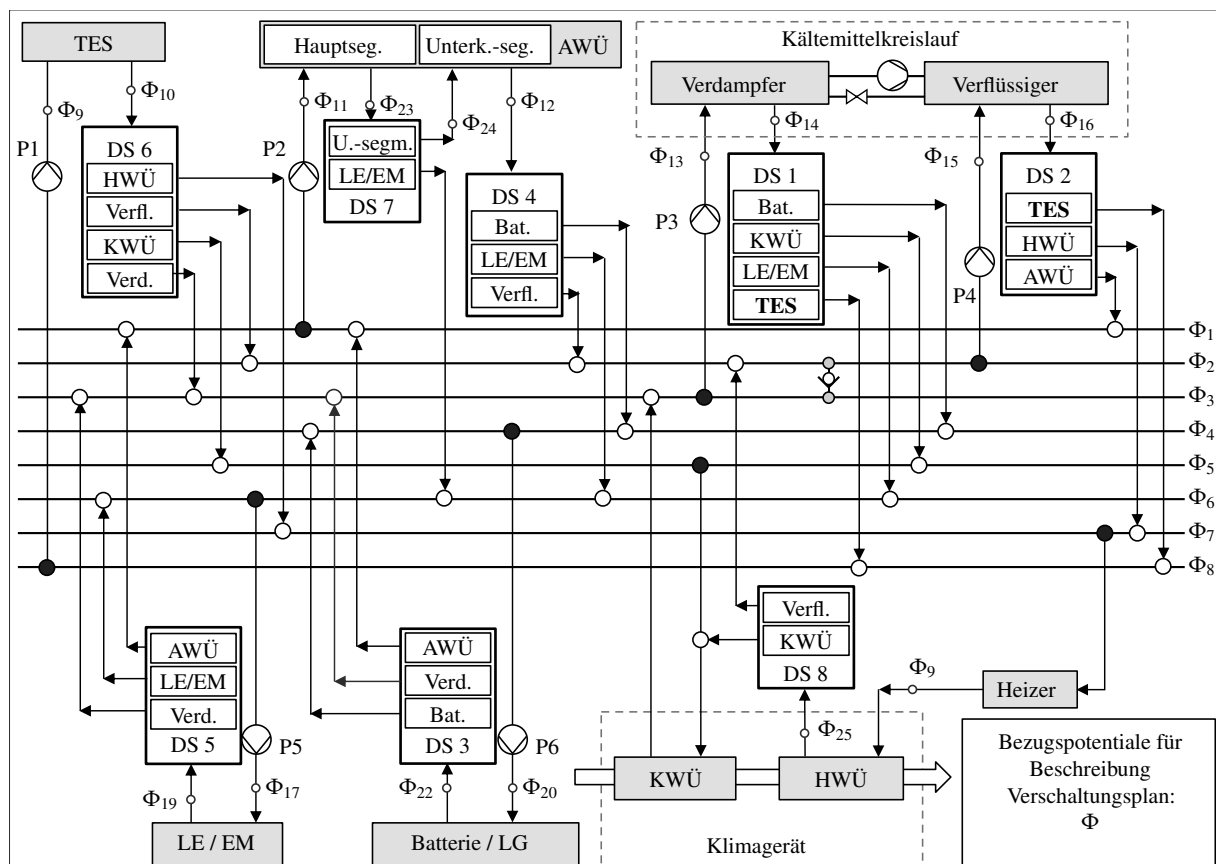 TES
Hauptseg.
Unterk.-seg.
AWÜ
Kältemittelkreislauf
Verdampfer
Verflüssiger
Φ9
Φ10
Φ11
Φ23
Φ24
Φ12
Φ13
Φ14
Φ15
Φ16
P1
DS 6
HWÜ
Verfl.
KWÜ
Verd.
P2
U.-segm.
LE/EM
DS 7
DS 4
Bat.
LE/EM
Verfl.
P3
DS 1
Bat.
KWÜ
LE/EM
TES
P4
DS 2
TES
HWÜ
AWÜ
Φ1
Φ2
Φ3
Φ4
Φ5
Φ6
Φ7
Φ8
AWÜ
LE/EM
Verd.
DS 5
P5
Φ19
Φ17
LE / EM
AWÜ
Verd.
Bat.
DS 3
P6
Φ22
Φ20
Batterie / LG
Verfl.
KWÜ
DS 8
Φ25
Φ9
Heizer
KWÜ
HWÜ
Klimagerät
Bezugspotentiale für
Beschreibung
Verschaltungsplan:
Φ